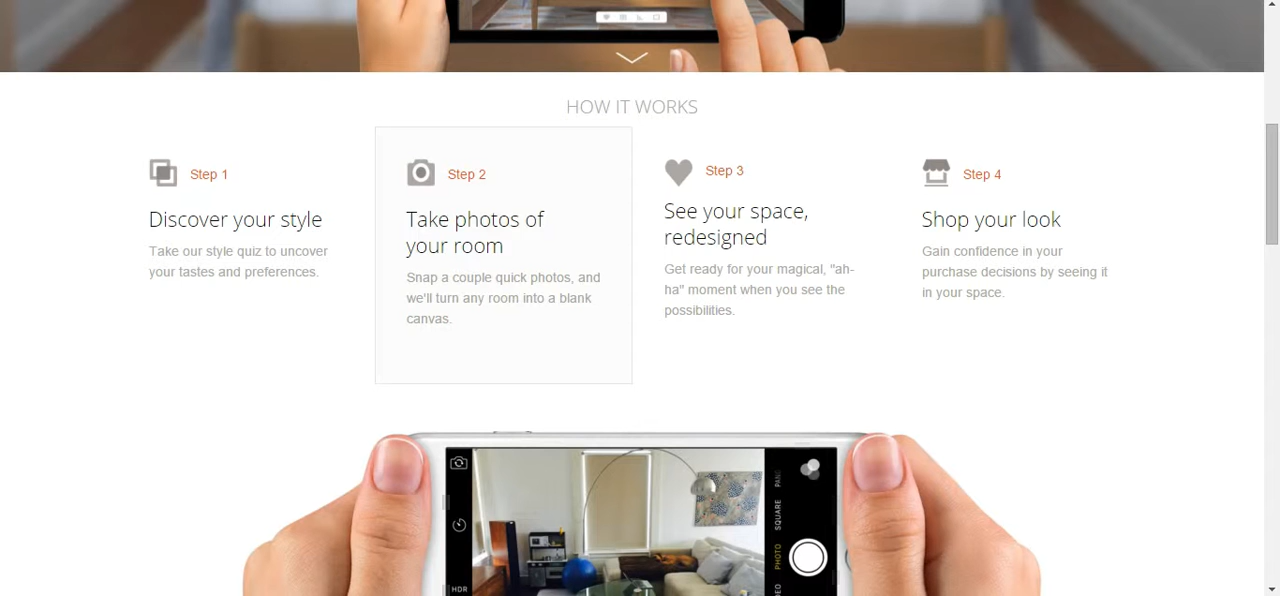 HOW IT WORKS
Step 1
Discover your style
Take our style quiz to uncover
your tastes and preferences.
Step 2
Take photos of
your room
Snap a couple quick photos, and
we'll turn any room into a blank
canvas.
Step 3
See your space,
redesigned
Get ready for your magical, "ah-
ha" moment when you see the
possibilities.
Step 4
Shop your look
Gain confidence in your
purchase decisions by seeing it
in your space.
HDR
SQUARE
PHOTO